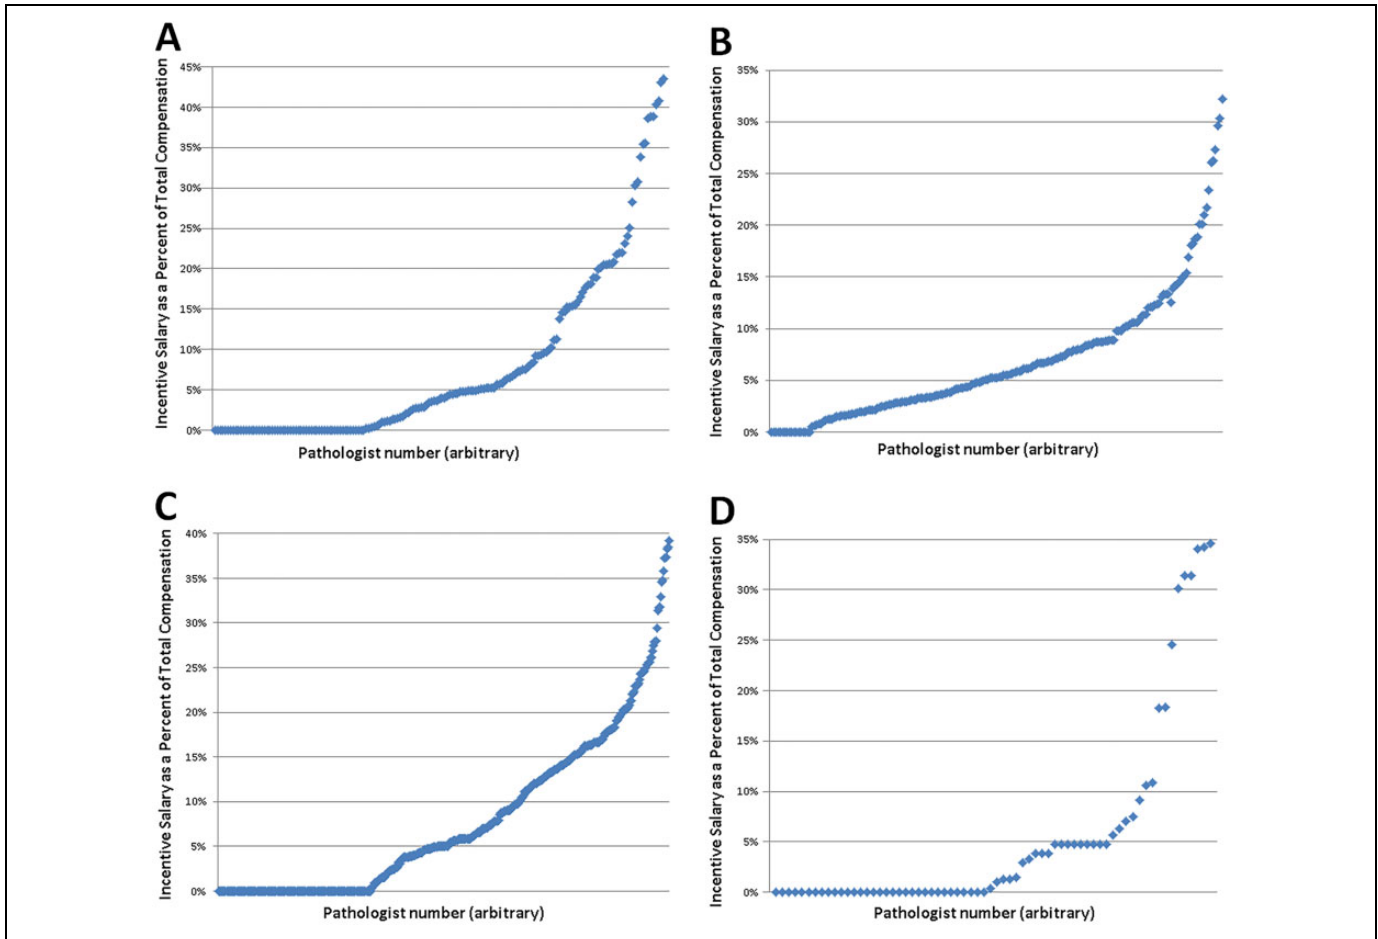 A
Incentive Salary as a Percent of Total Compensation
45%
40%
35%
30%
25%
20%
15%
10%
5%
0%
Pathologist number (arbitrary)
B
Incentive Salary as a Percent of Total Compensation
35%
30%
25%
20%
15%
10%
5%
0%
Pathologist number (arbitrary)
C
Incentive Salary as a Percent of Total Compensation
40%
35%
30%
25%
20%
15%
10%
5%
0%
Pathologist number (arbitrary)
D
Incentive Salary as a Percent of Total Compensation
35%
30%
25%
20%
15%
10%
5%
0%
Pathologist number (arbitrary)